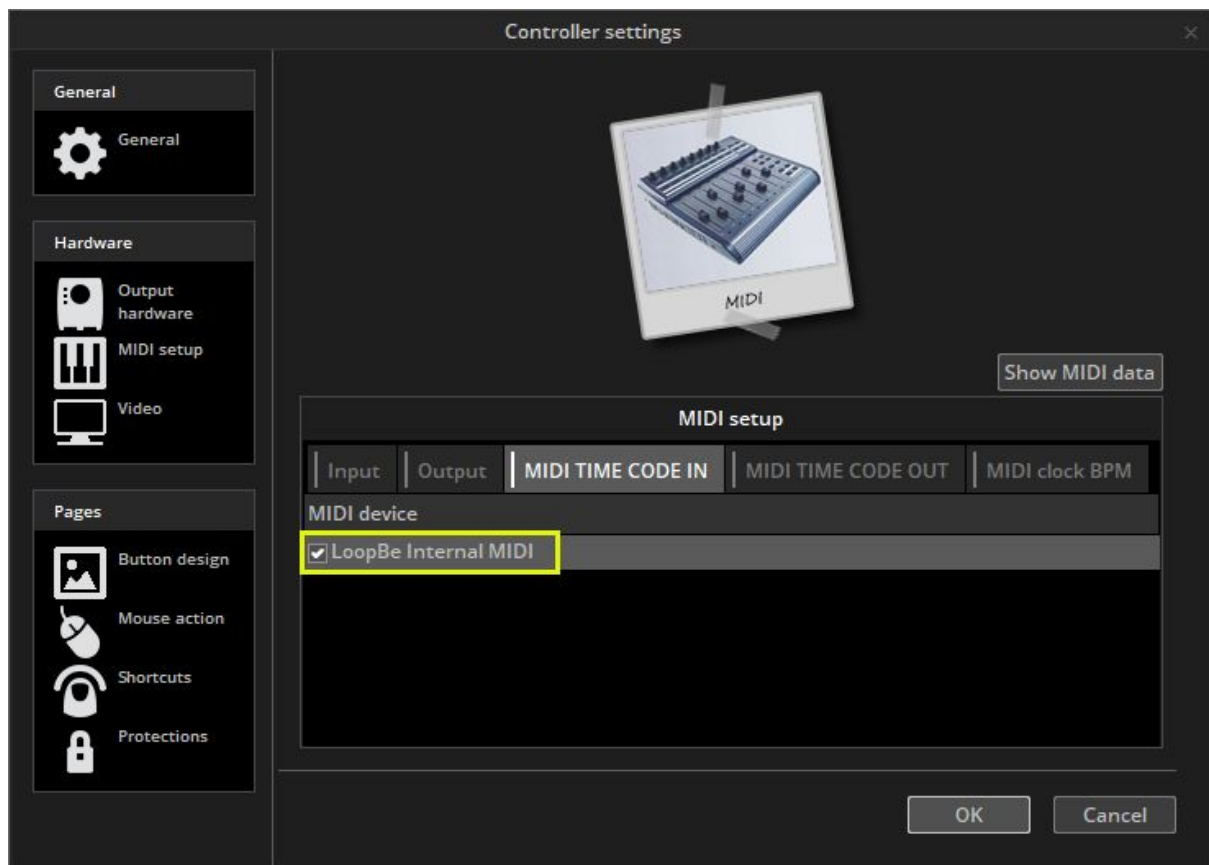 Controller settings
General
General
Hardware
Output
hardware
MIDI setup
Video
Pages
Button design
Mouse action
Shortcuts
Protections
MIDI
Show MIDI data
MIDI setup
Input Output MIDI TIME CODE IN MIDI TIME CODE OUT MIDI clock BPM
MIDI device
LoopBe Internal MIDI
OK Cancel